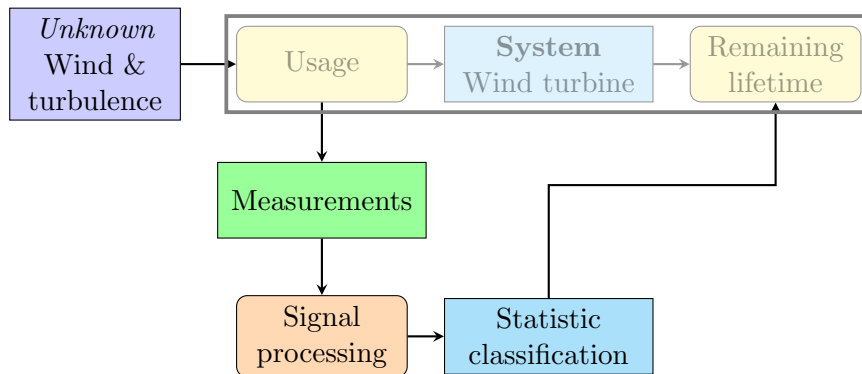 Unknown
Wind &
turbulence
Usage
System
Wind turbine
Remaining
lifetime
Measurements
Signal
processing
Statistic
classification